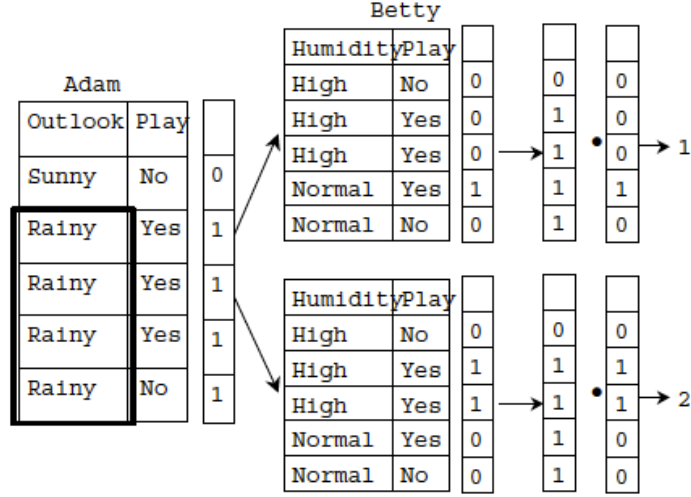 Betty
Humidity Play
High No 0 0 0
High Yes 0 1 0
High Yes 0 1 • 0 1
Normal Yes 1 1 1
Normal No 0 1 0
Adam
Outlook Play
Sunny No 0
Rainy Yes 1
Rainy Yes 1
Rainy Yes 1
Rainy No 1
Humidity Play
High No 0 0 0
High Yes 1 1 1
High Yes 1 1 • 1 2
Normal Yes 0 1 0
Normal No 0 1 0